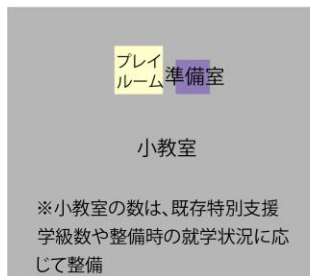 プレイ
ルーム
準備室
小教室
※小教室の数は、既存特別支援
学級数や整備時の就学状況に応
じて整備